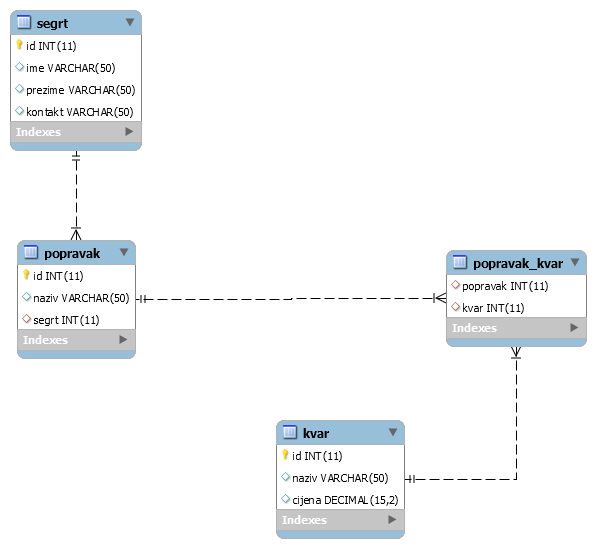 segrt
id INT(11)
ime VARCHAR(50)
prezime VARCHAR(50)
kontakt VARCHAR(50)
Indexes
popravak
id INT(11)
naziv VARCHAR(50)
segrt INT(11)
Indexes
popravak_kvar
popravak INT(11)
kvar INT(11)
Indexes
kvar
id INT(11)
naziv VARCHAR(50)
cijena DECIMAL(15,2)
Indexes